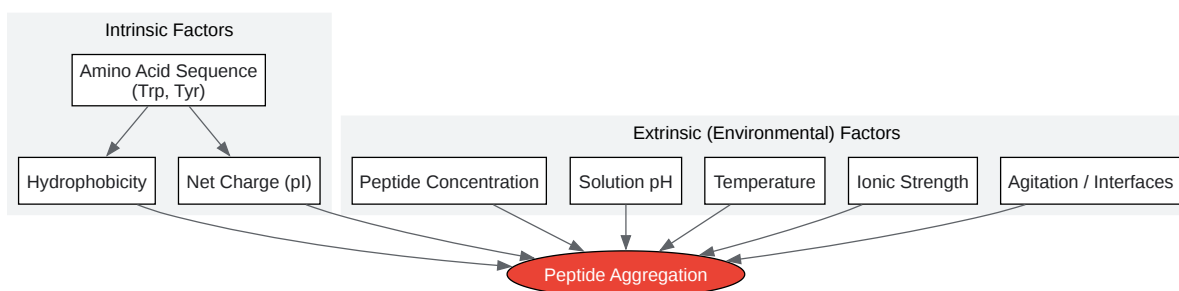 Intrinsic Factors
Amino Acid Sequence
(Trp, Tyr)
Hydrophobicity
Net Charge (pI)
Extrinsic (Environmental) Factors
Peptide Concentration
Solution pH
Temperature
Ionic Strength
Agitation / Interfaces
Peptide Aggregation